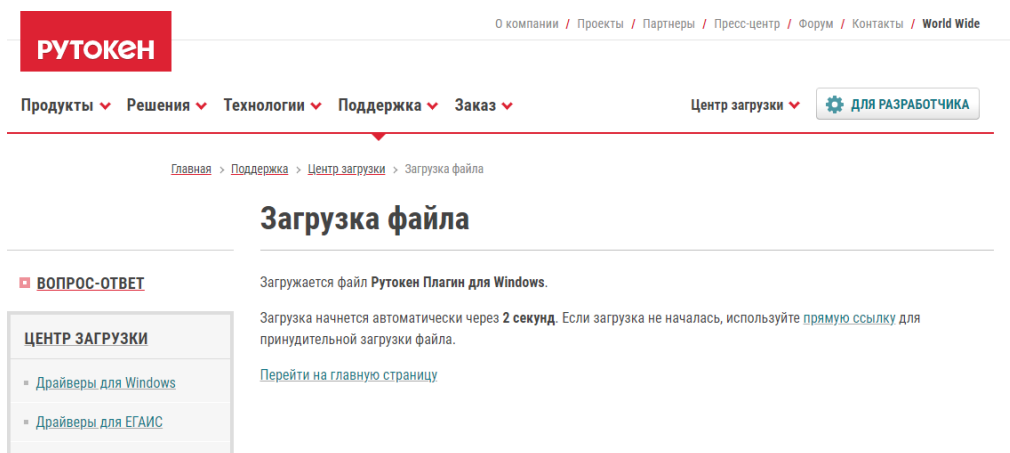 О компании / Проекты / Партнеры / Пресс-центр / Форум / Контакты / World Wide
РУТОКЕН
Продукты Решения Технологии Поддержка Заказ Центр загрузки ДЛЯ РАЗРАБОТЧИКА
Главная > Поддержка > Центр загрузки > Загрузка файла
Загрузка файла
ВОПРОС-ОТВЕТ
ЦЕНТР ЗАГРУЗКИ
Драйверы для Windows
Драйверы для ЕГАИС
Загружается файл Рутокен Плагин для Windows.
Загрузка начнется автоматически через 2 секунд. Если загрузка не началась, используйте прямую ссылку для
принудительной загрузки файла.
Перейти на главную страницу